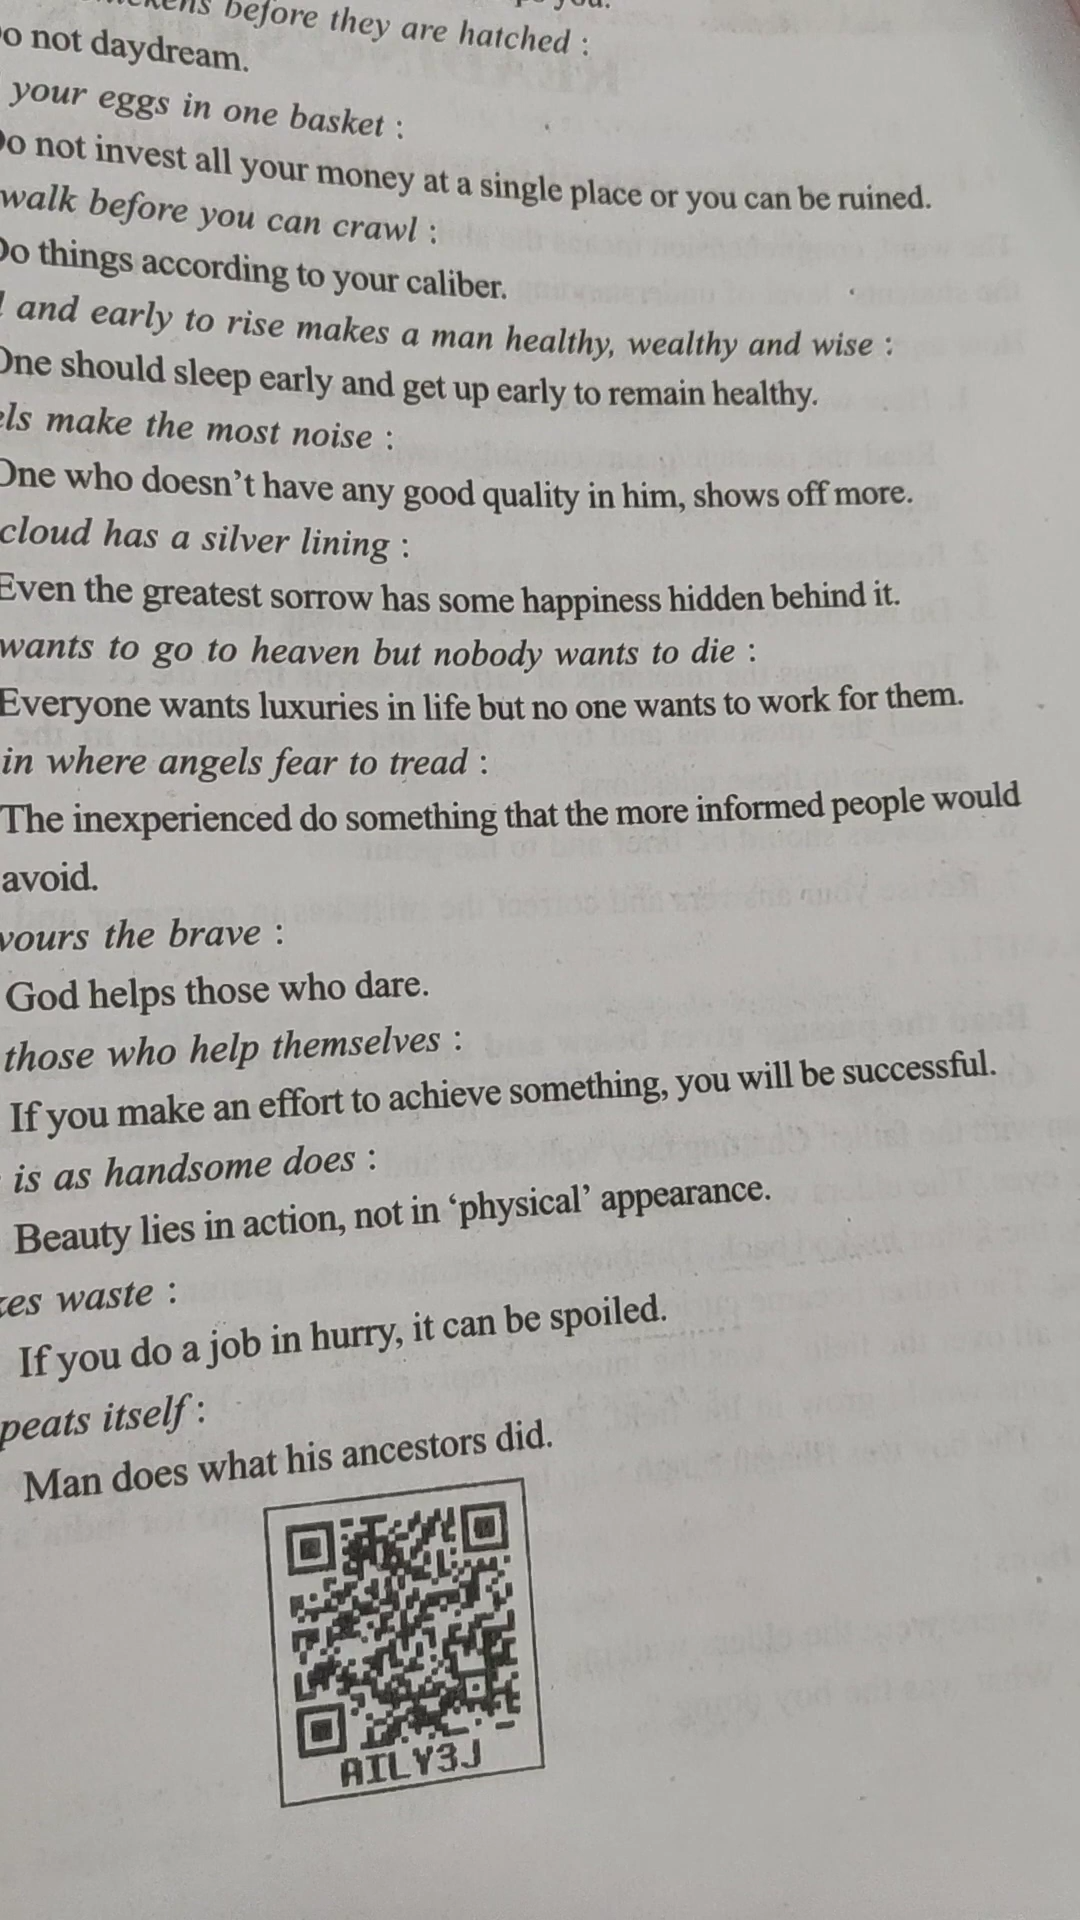 before they are hatched :
o not daydream.
your eggs in one basket :
Do not invest all your money at a single place or you can be ruined.
walk before you can crawl :
Do things according to your caliber.
and early to rise makes a man healthy, wealthy and wise :
One should sleep early and get up early to remain healthy.
els make the most noise :
One who doesn't have any good quality in him, shows off more.
cloud has a silver lining :
Even the greatest sorrow has some happiness hidden behind it.
wants to go to heaven but nobody wants to die :
Everyone wants luxuries in life but no one wants to work for them.
in where angels fear to tread :
The inexperienced do something that the more informed people would
avoid.
vours the brave :
God helps those who dare.
those who help themselves :
If you make an effort to achieve something, you will be successful.
is as handsome does :
Beauty lies in action, not in ‘physical’ appearance.
kes waste :
If you do a job in hurry, it can be spoiled.
peats itself :
Man does what his ancestors did.
AILY3J